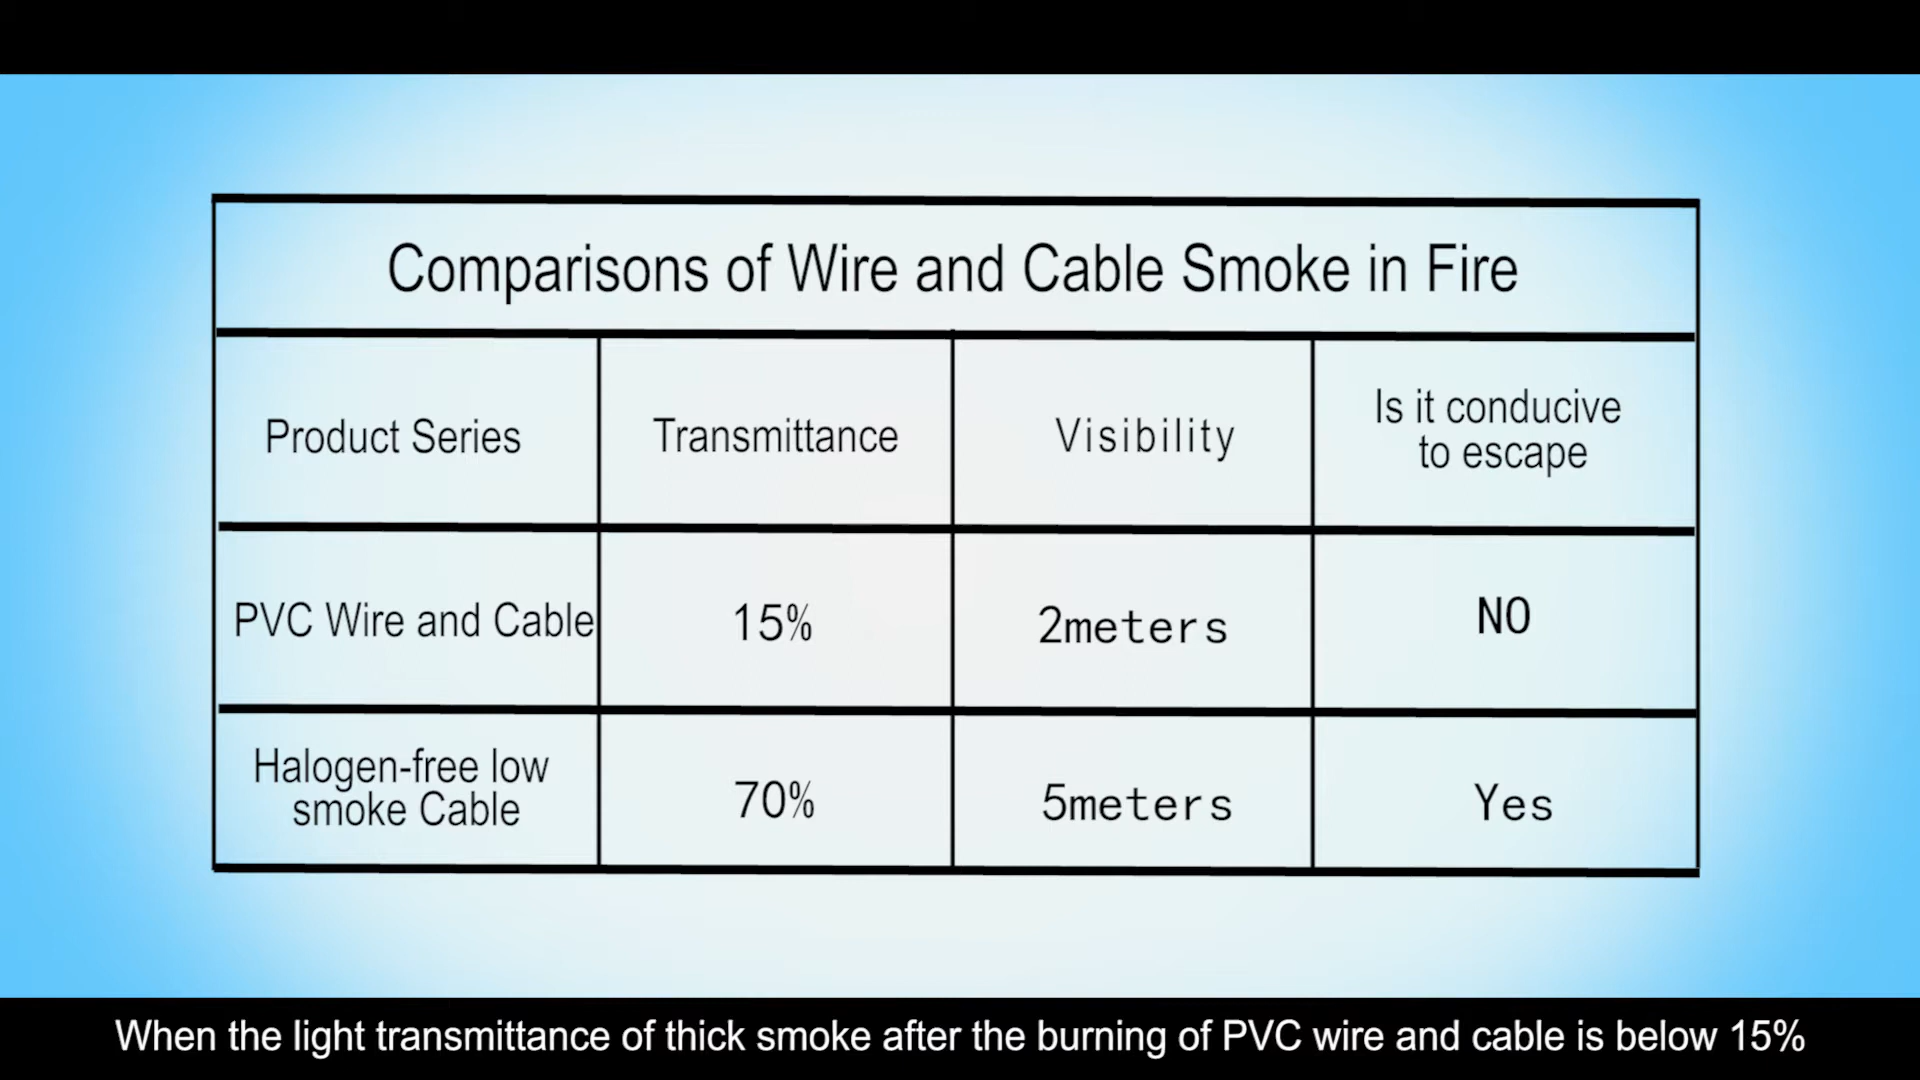 Comparisons of Wire and Cable Smoke in Fire
Product Series
Transmittance
Visibility
Is it conducive
to escape
PVC Wire and Cable
15%
2meters
NO
Halogen-free low
smoke Cable
70%
5meters
Yes
When the light transmittance of thick smoke after the burning of PVC wire and cable is below 15%